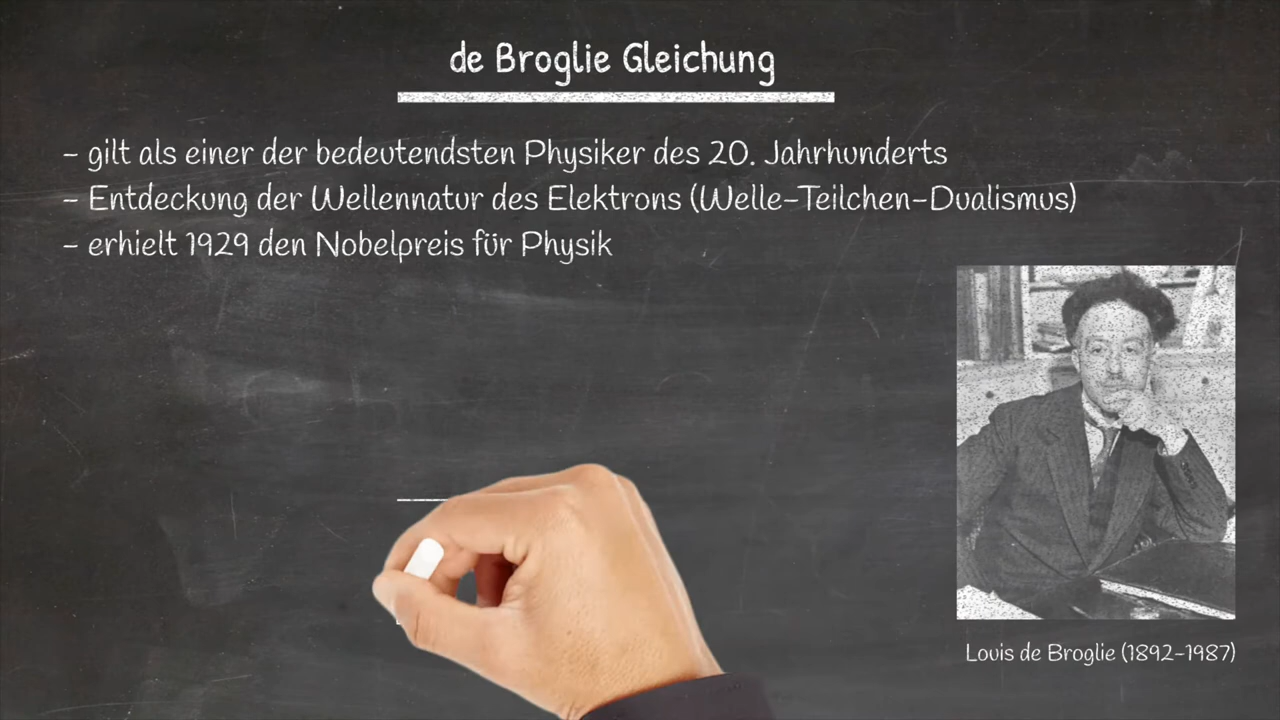 de Broglie Gleichung
- gilt als einer der bedeutendsten Physiker des 20. Jahrhunderts
- Entdeckung der Wellennatur des Elektrons (Welle-Teilchen-Dualismus)
- erhielt 1929 den Nobelpreis für Physik
Louis de Broglie (1892-1987)